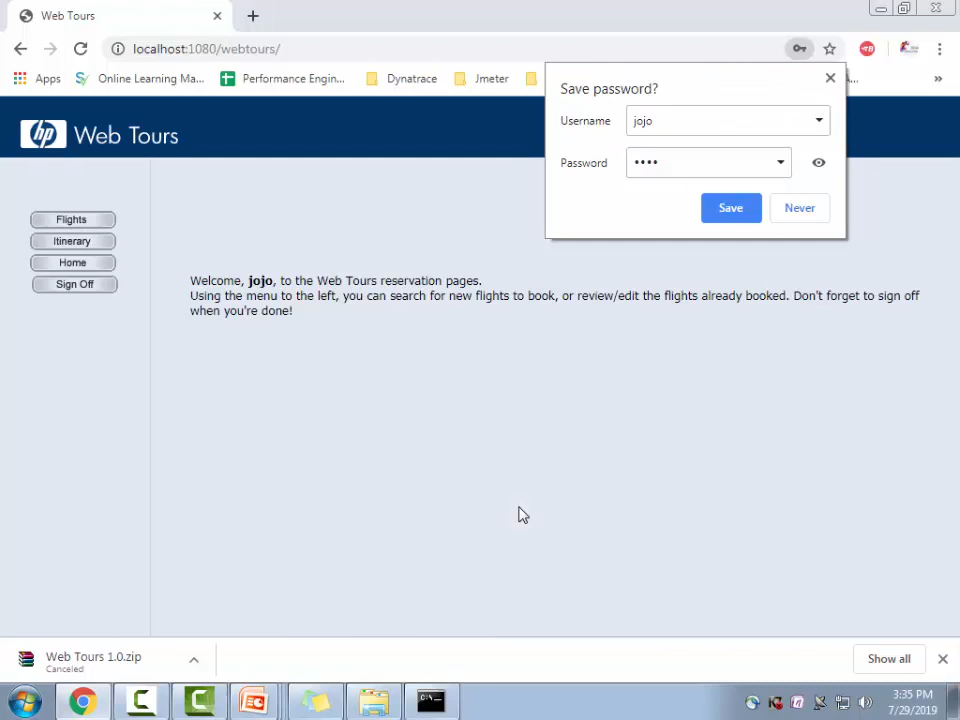 Web Tours
localhost:1080/webtours/
Apps
Online Learning Ma...
Performance Engin...
Dynatrace
Jmeter
A...
»
Save password?
Username
jojo
Password
••••
Save
Never
hp
Web Tours
Flights
Itinerary
Home
Sign Off
Welcome, jojo, to the Web Tours reservation pages.
Using the menu to the left, you can search for new flights to book, or review/edit the flights already booked. Don't forget to sign off
when you're done!
Web Tours 1.0.zip
Canceled
Show all
3:35 PM
7/29/2019